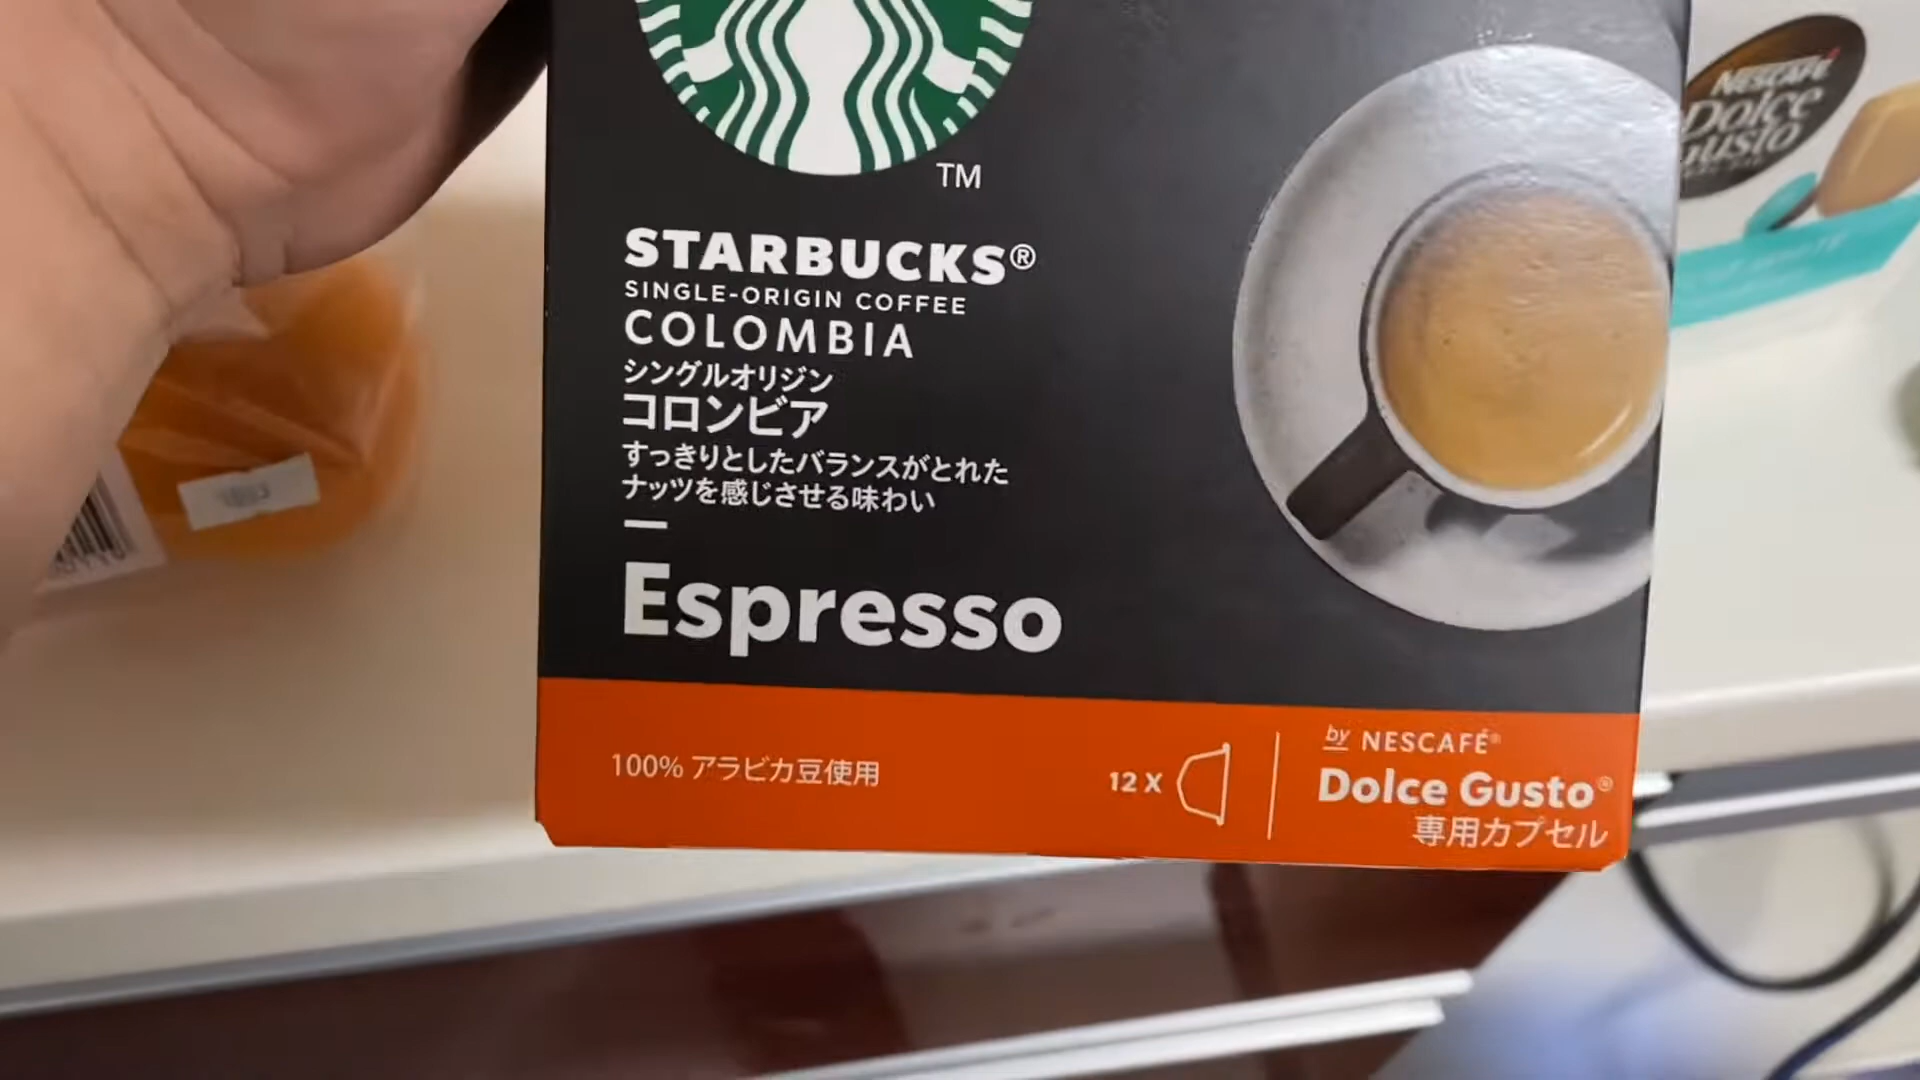 TM
STARBUCKS®
SINGLE-ORIGIN COFFEE
COLOMBIA
シングルオリジン
コロンビア
すっきりとしたバランスがとれた
ナッツを感じさせる味わい
Espresso
100% アラビカ豆使用
12 X
by NESCAFÉ®
Dolce Gusto®
専用カプセル
NESCAFÉ
Dolce
Gusto